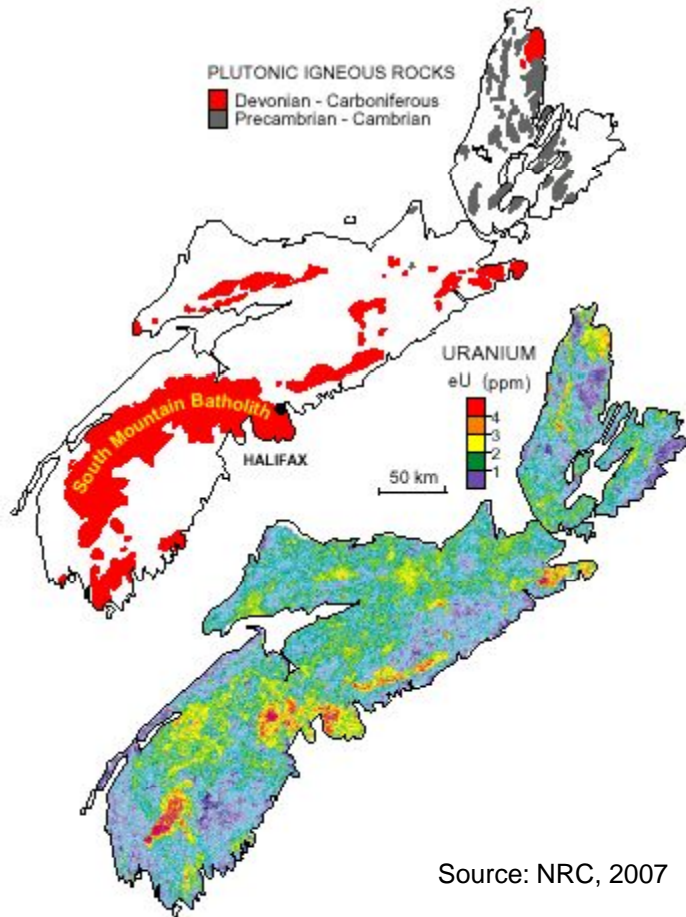 PLUTONIC IGNEOUS ROCKS
Devonian - Carboniferous
Precambrian - Cambrian
South Mountain Batholith
HALIFAX
URANIUM
eU (ppm)
4
3
2
1
50 km
Source: NRC, 2007